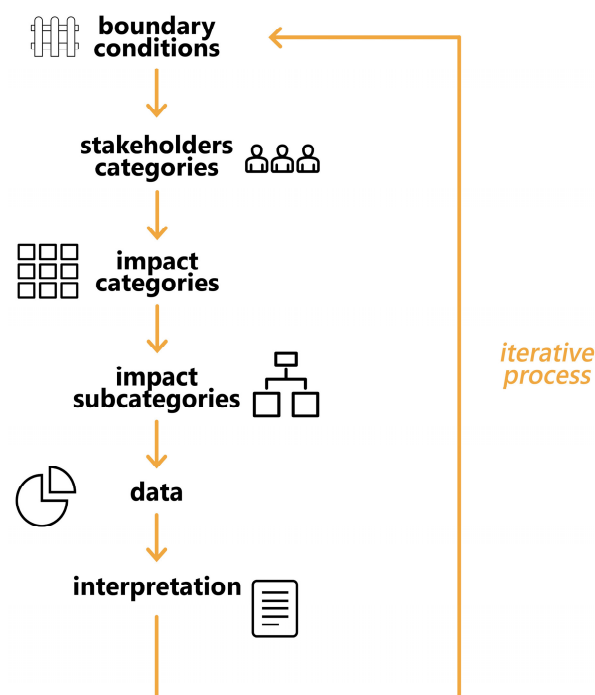 boundary
conditions
stakeholders
categories
impact
categories
impact
subcategories
data
interpretation
iterative
process